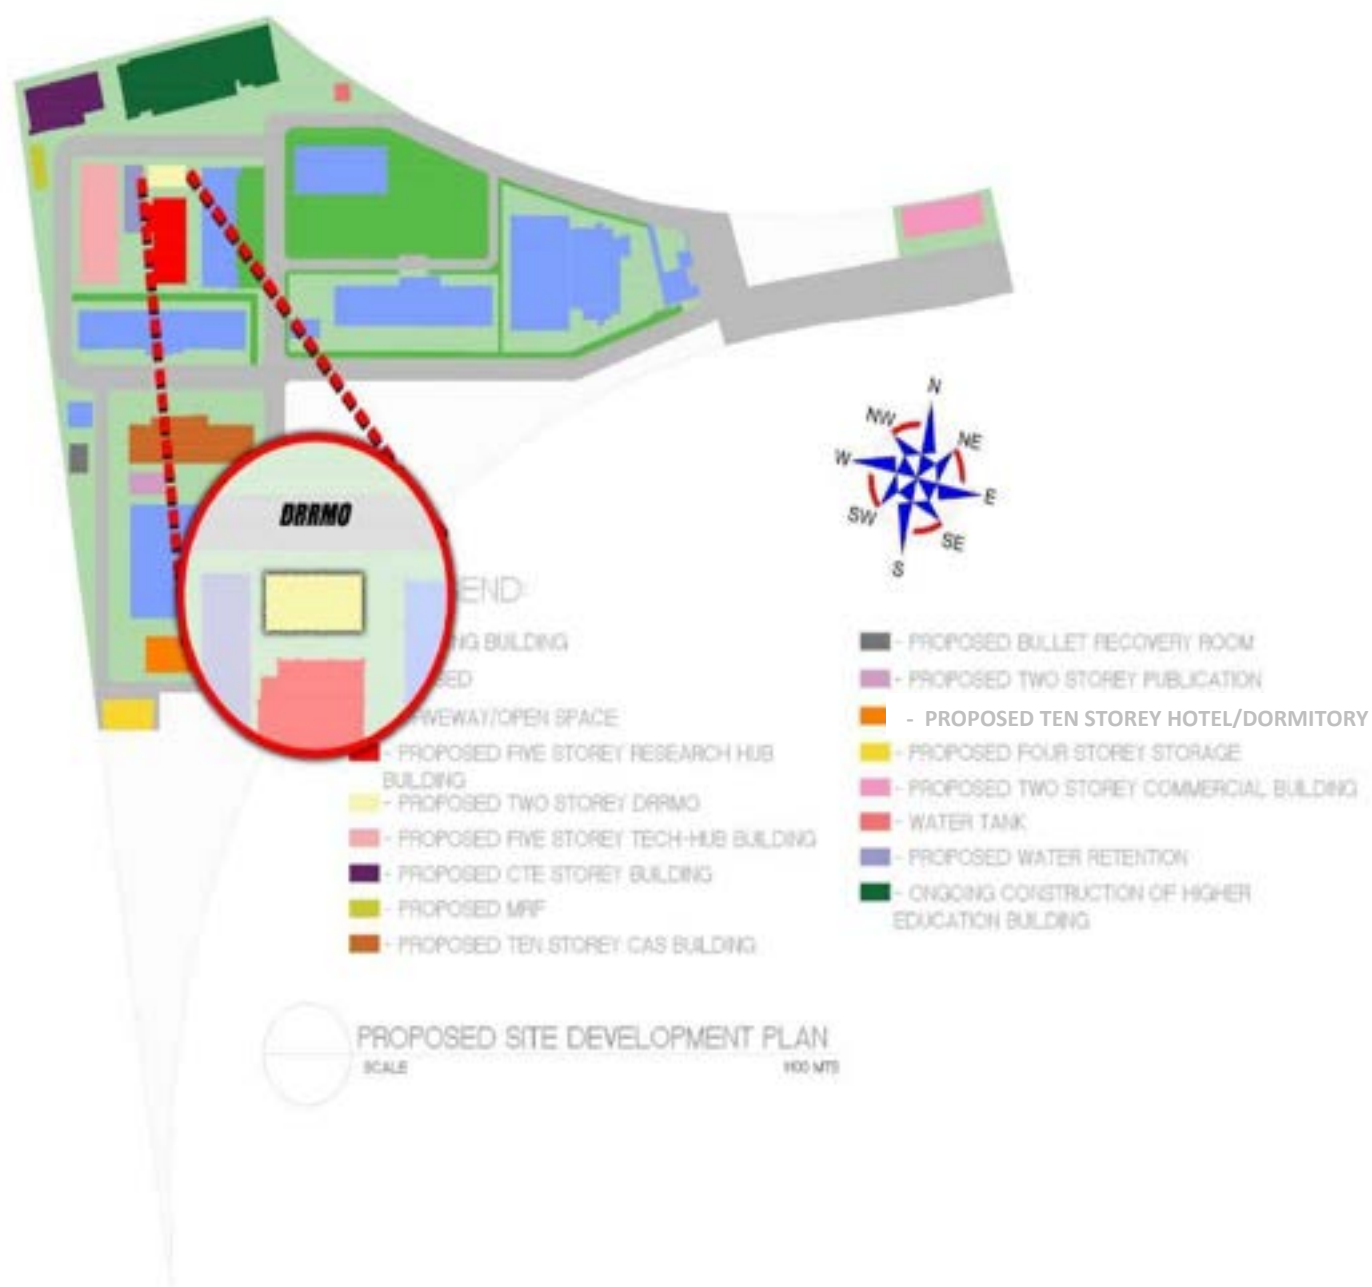 N
NW
NE
W
E
SW
SE
S
DRRMO
END:
NG BUILDING
BED
IVEWAY/OPEN SPACE
- PROPOSED FIVE STOREY RESEARCH HUB
BUILDING
- PROPOSED TWO STOREY DRRMO
- PROPOSED FIVE STOREY TECH-HUB BUILDING
- PROPOSED CTE STOREY BUILDING
- PROPOSED MRF
- PROPOSED TEN STOREY CAS BUILDING
- PROPOSED BULLET RECOVERY ROOM
- PROPOSED TWO STOREY PUBLICATION
- PROPOSED TEN STOREY HOTEL/DORMITORY
- PROPOSED FOUR STOREY STORAGE
- PROPOSED TWO STOREY COMMERCIAL BUILDING
- WATER TANK
- PROPOSED WATER RETENTION
- ONGOING CONSTRUCTION OF HIGHER
EDUCATION BUILDING
PROPOSED SITE DEVELOPMENT PLAN
SCALE MTS